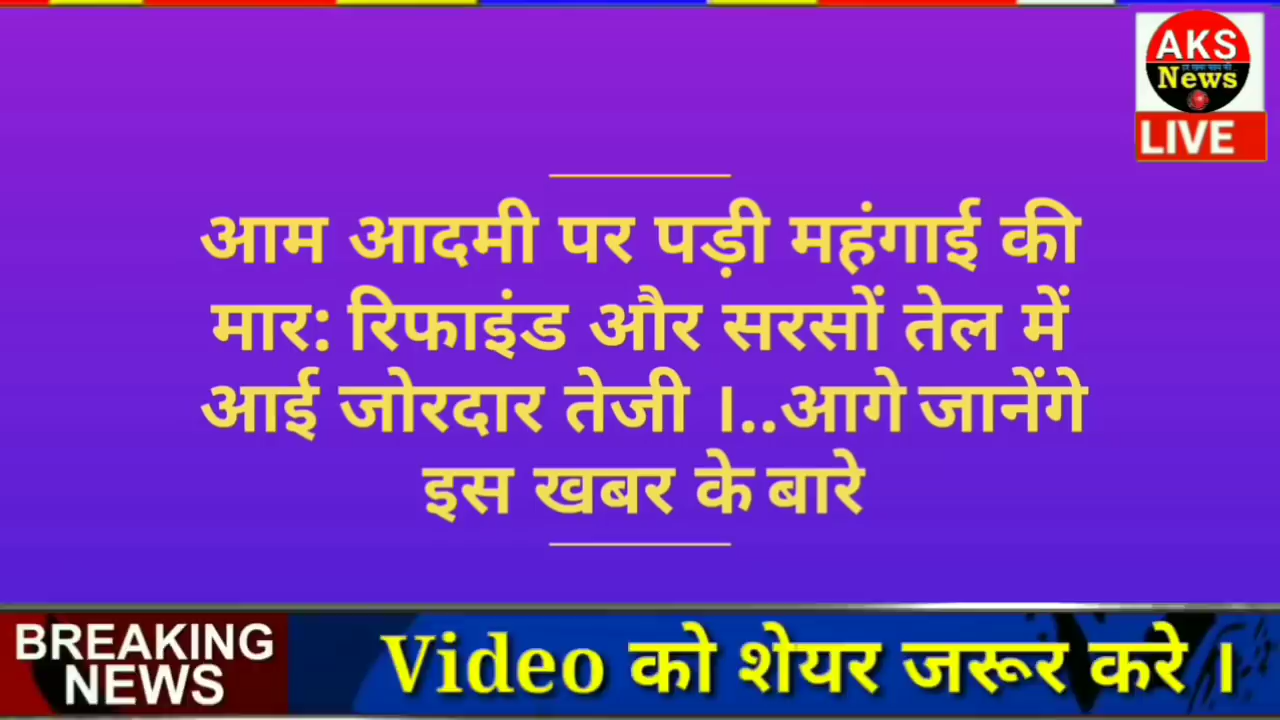 AKS
News
LIVE
आम आदमी पर पड़ी महंगाई की
मार: रिफाइंड और सरसों तेल में
आई जोरदार तेजी ।..आगे जानेंगे
इस खबर के बारे
BREAKING
NEWS
Video को शेयर जरूर करे ।